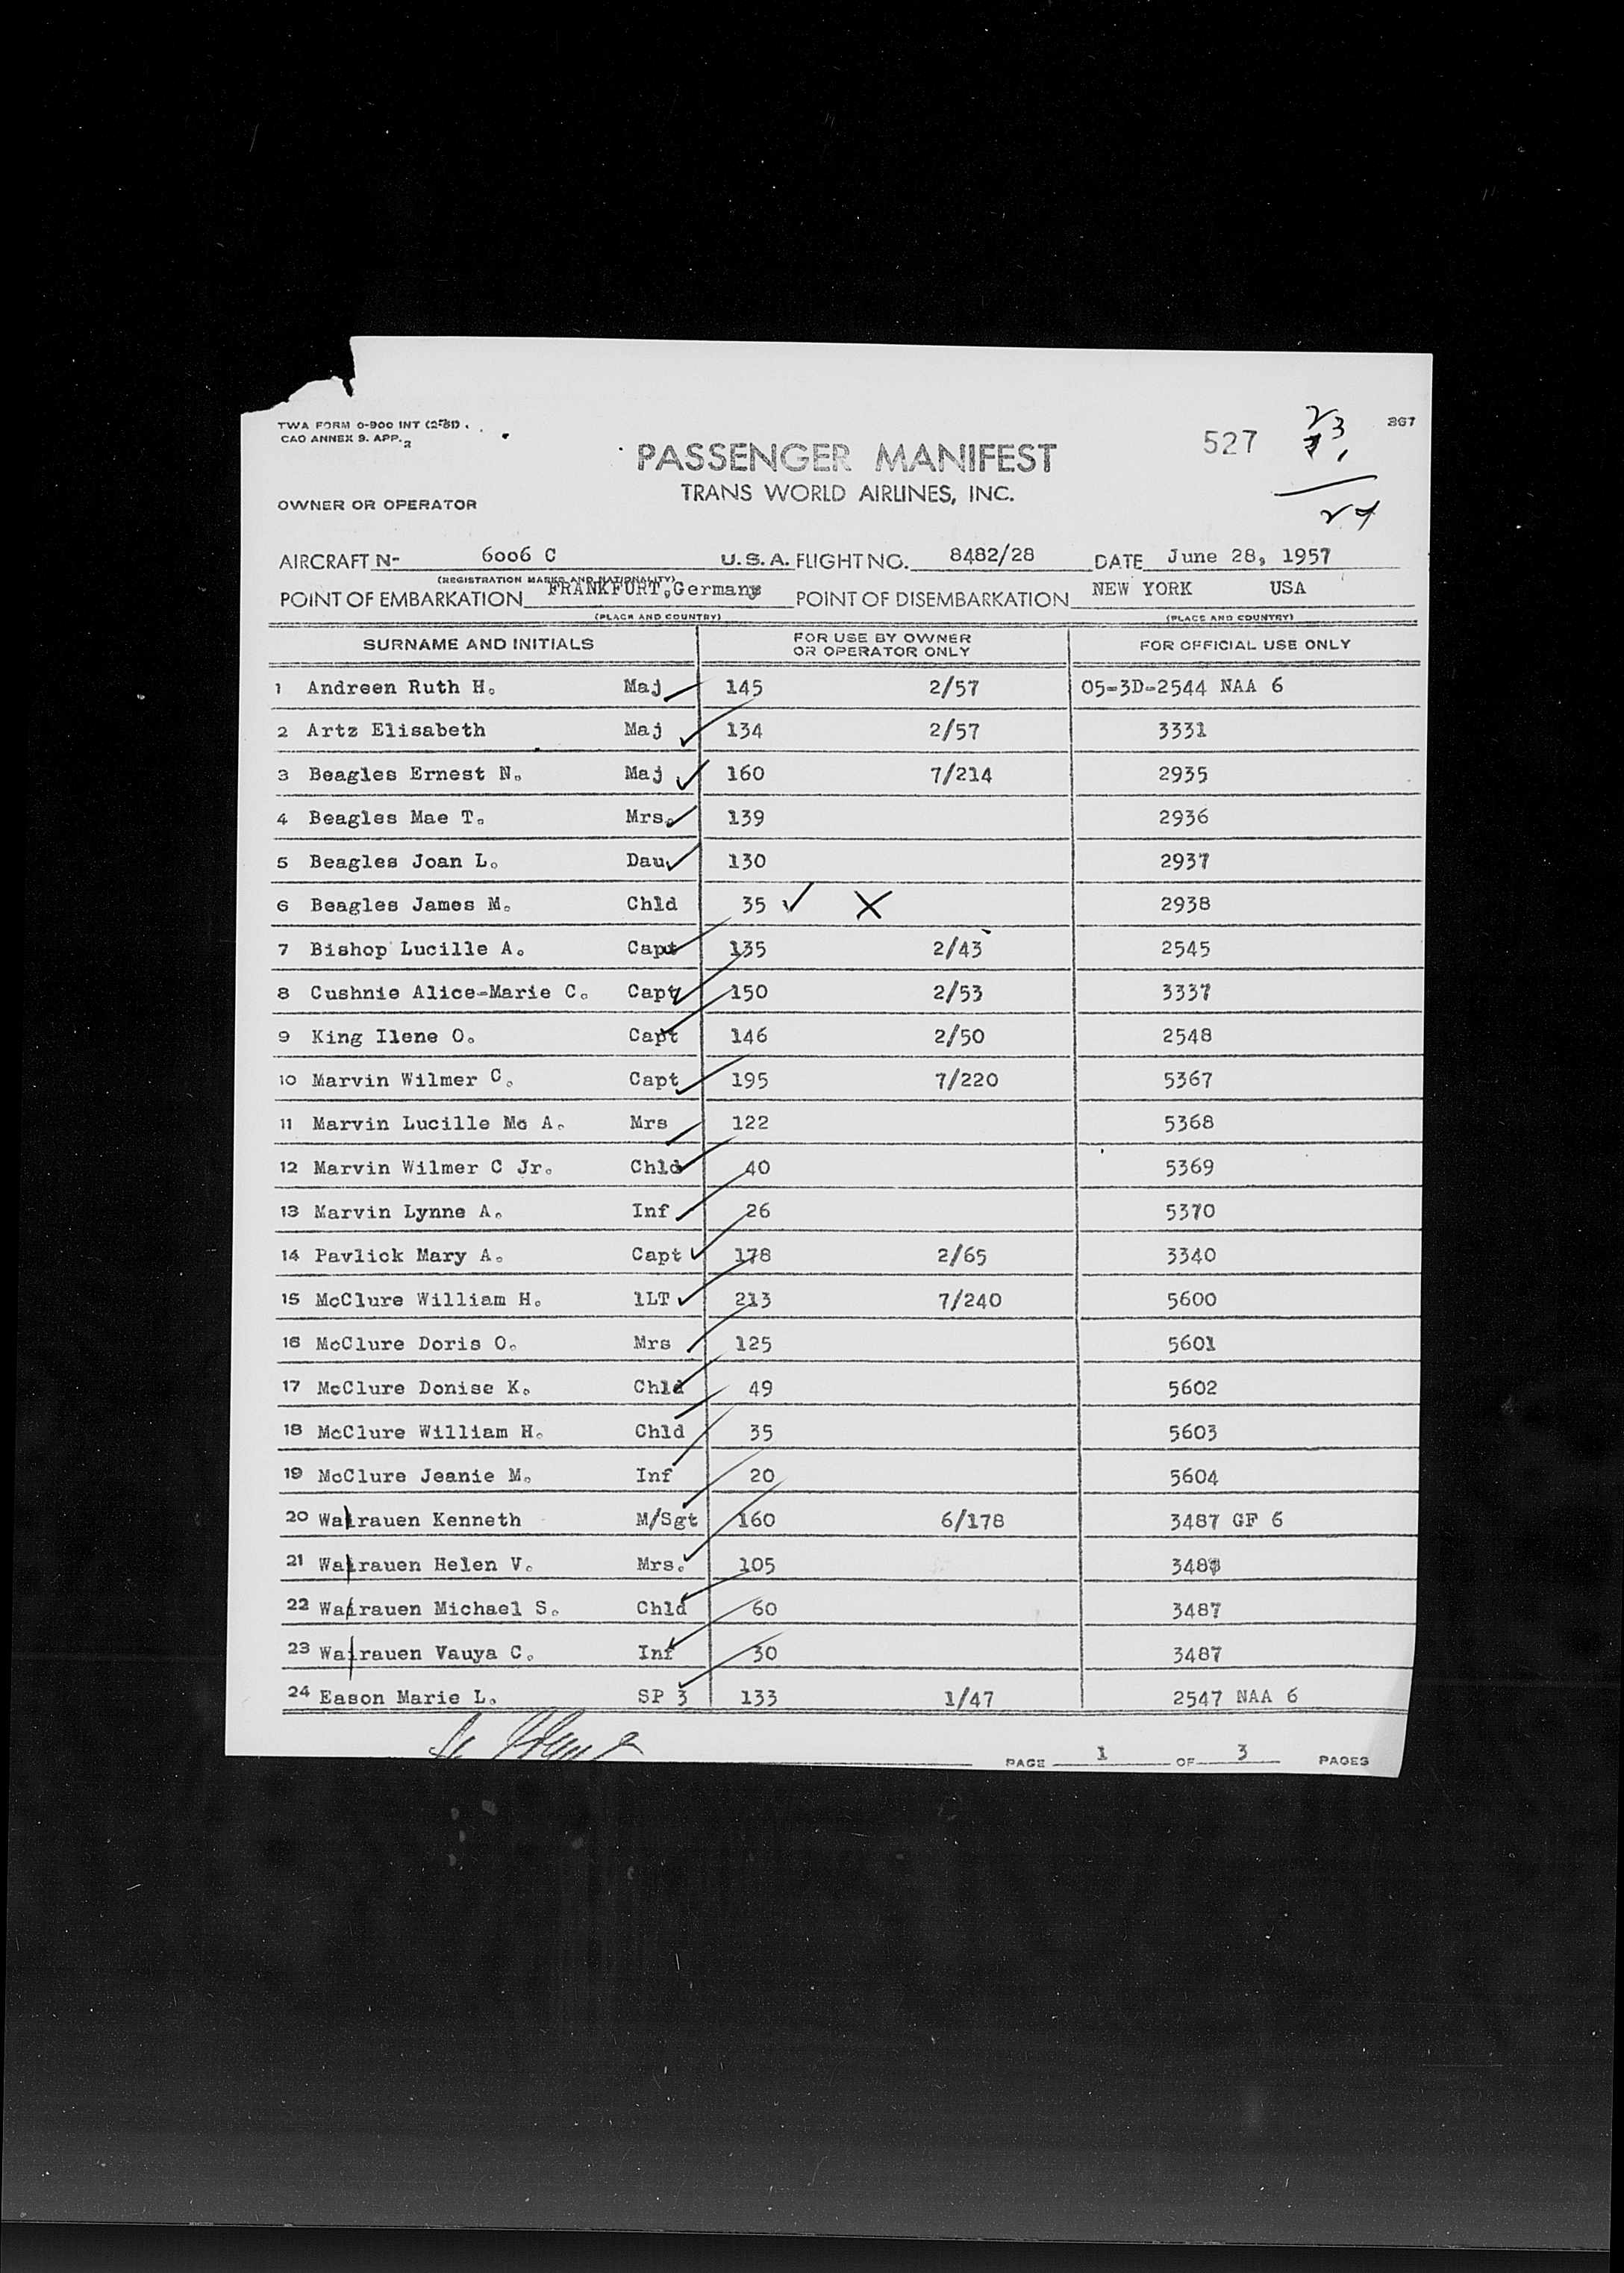 TWA FORM 0-900 INT
CAO ANNEX 9. APP. 2
527
23
1
24
367
PASSENGER MANIFEST
TRANS WORLD AIRLINES, INC.
OWNER OR OPERATOR
AIRCRAFT N- 6006 C U.S.A. FLIGHT NO. 8482/28 DATE June 28, 1957
(REGISTRATION MARKS AND NATIONALITY)
POINT OF EMBARKATION FRANKFURT, Germany POINT OF DISEMBARKATION NEW YORK USA
(PLACE AND COUNTRY) (PLACE AND COUNTRY)
SURNAME AND INITIALS FOR USE BY OWNER OR OPERATOR ONLY FOR OFFICIAL USE ONLY
1 Andreen Ruth H. Maj 145 2/57 05-3D-2544 NAA 6
2 Artz Elisabeth Maj 134 2/57 3331
3 Beagles Ernest N. Maj 160 7/214 2935
4 Beagles Mae T. Mrs. 139 2936
5 Beagles Joan L. Dau 130 2937
6 Beagles James M. Chld 35 ✓ X 2938
7 Bishop Lucille A. Capt 135 2/43 2545
8 Cushnie Alice-Marie C. Capt 150 2/53 3337
9 King Ilene O. Capt 146 2/50 2548
10 Marvin Wilmer C. Capt 195 7/220 5367
11 Marvin Lucille Mc A. Mrs 122 5368
12 Marvin Wilmer C Jr. Chld 40 5369
13 Marvin Lynne A. Inf 26 5370
14 Pavlick Mary A. Capt 178 2/65 3340
15 McClure William H. 1LT 213 7/240 5600
16 McClure Doris O. Mrs 125 5601
17 McClure Donise K. Chld 49 5602
18 McClure William H. Chld 35 5603
19 McClure Jeanie M. Inf 20 5604
20 Walrauen Kenneth M/Sgt 160 6/178 3487 GF 6
21 Walrauen Helen V. Mrs. 105 3487
22 Walrauen Michael S. Chld 60 3487
23 Walrauen Vauya C. Inf 30 3487
24 Eason Marie L. SP 3 133 1/47 2547 NAA 6
PAGE 1 OF 3 PAGES